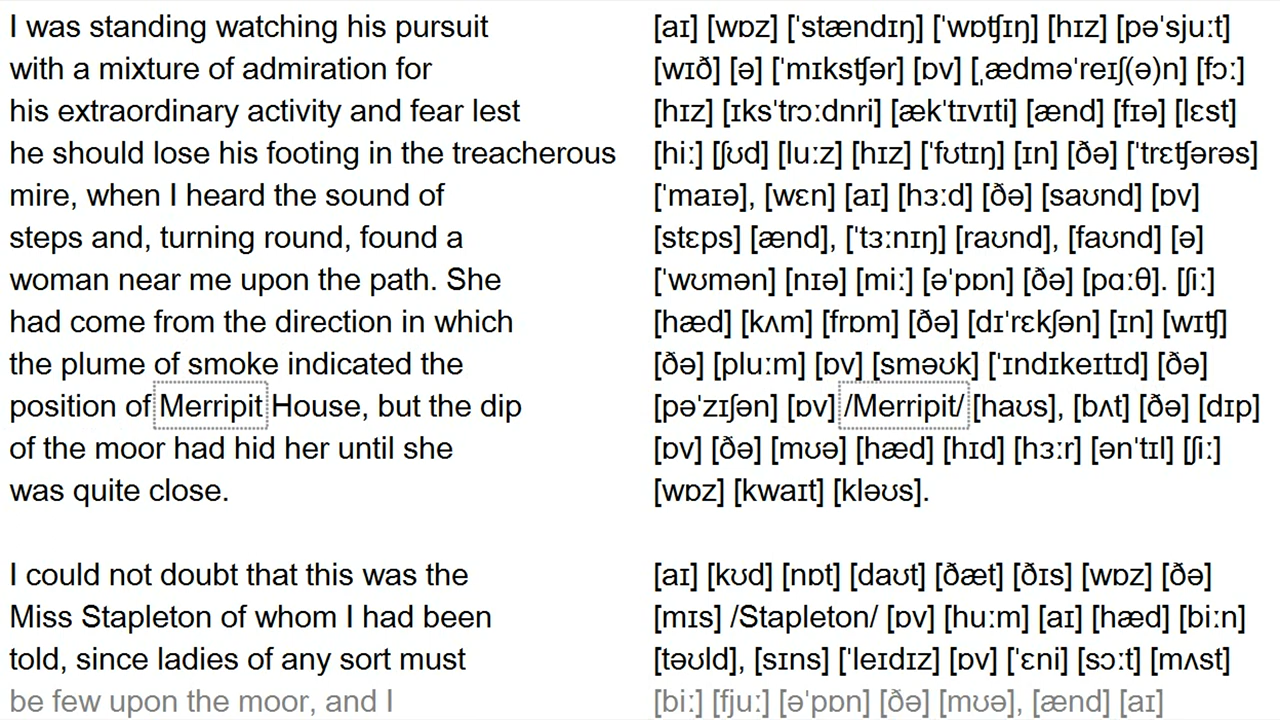 I was standing watching his pursuit
with a mixture of admiration for
his extraordinary activity and fear lest
he should lose his footing in the treacherous
mire, when I heard the sound of
steps and, turning round, found a
woman near me upon the path. She
had come from the direction in which
the plume of smoke indicated the
position of Merripit House, but the dip
of the moor had hid her until she
was quite close.
I could not doubt that this was the
Miss Stapleton of whom I had been
told, since ladies of any sort must
be few upon the moor, and I
[aɪ] [wɒz] [ˈstændɪŋ] [ˈwɒʧɪŋ] [hɪz] [pəˈsjuːt]
[wɪð] [ə] [ˈmɪksʧər] [ɒv] [ˌædməˈreɪʃ(ə)n] [fɔː]
[hɪz] [ɪksˈtrɔːdnri] [ækˈtɪvɪti] [ænd] [fɪə] [lɛst]
[hiː] [ʃʊd] [luːz] [hɪz] [ˈfʊtɪŋ] [ɪn] [ðə] [ˈtrɛʧərəs]
[ˈmaɪə], [wɛn] [aɪ] [hɜːd] [ðə] [saʊnd] [ɒv]
[stɛps] [ænd], [ˈtɜːnɪŋ] [raʊnd], [faʊnd] [ə]
[ˈwʊmən] [nɪə] [miː] [əˈpɒn] [ðə] [pɑːθ]. [ʃiː]
[hæd] [kʌm] [frɒm] [ðə] [dɪˈrɛkʃən] [ɪn] [wɪʧ]
[ðə] [pluːm] [ɒv] [sməʊk] [ˈɪndɪkeɪtɪd] [ðə]
[pəˈzɪʃən] [ɒv] /Merripit/ [haʊs], [bʌt] [ðə] [dɪp]
[ɒv] [ðə] [mʊə] [hæd] [hɪd] [hɜːr] [ənˈtɪl] [ʃiː]
[wɒz] [kwaɪt] [kləʊs].
[aɪ] [kʊd] [nɒt] [daʊt] [ðæt] [ðɪs] [wɒz] [ðə]
[mɪs] /Stapleton/ [ɒv] [huːm] [aɪ] [hæd] [biːn]
[təʊld], [sɪns] [ˈleɪdɪz] [ɒv] [ˈɛni] [sɔːt] [mʌst]
[biː] [fjuː] [əˈpɒn] [ðə] [mʊə], [ænd] [aɪ]